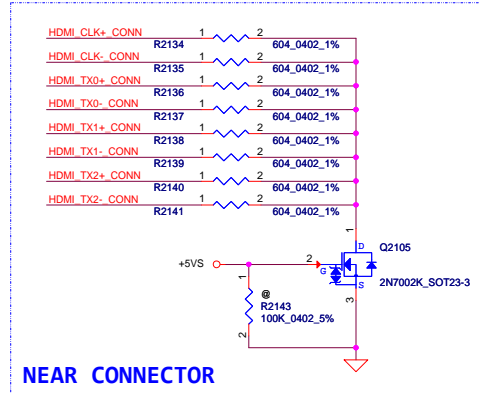 HDMI_CLK+_CONN 1 2
R2134 604_0402_1%
HDMI_CLK-_CONN 1 2
R2135 604_0402_1%
HDMI_TX0+_CONN 1 2
R2136 604_0402_1%
HDMI_TX0-_CONN 1 2
R2137 604_0402_1%
HDMI_TX1+_CONN 1 2
R2138 604_0402_1%
HDMI_TX1-_CONN 1 2
R2139 604_0402_1%
HDMI_TX2+_CONN 1 2
R2140 604_0402_1%
HDMI_TX2-_CONN 1 2
R2141 604_0402_1%
1
D Q2105
+5VS 2
G
S 2N7002K_SOT23-3
1 @ 3
R2143
100K_0402_5%
2
NEAR CONNECTOR